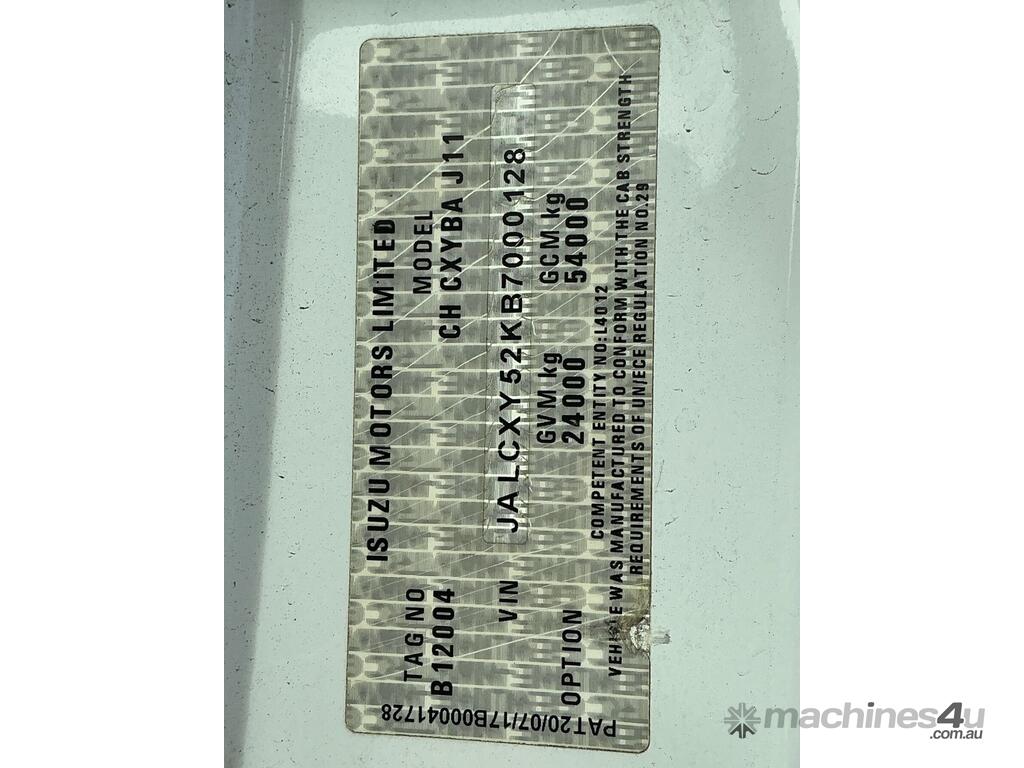 ISUZU MOTORS LIMITED
TAG NO MODEL
B12004 CH CXYBA J11
VIN JALCXY52KB7000128
OPTION GVM kg GCM kg
24000 54000
COMPETENT ENTITY NO:L4012
VEHICLE WAS MANUFACTURED TO CONFORM WITH THE CAB STRENGTH
REQUIREMENTS OF UN/ECE REGULATION NO.29
PAT20/07/17B00041728
machines4u
.com.au